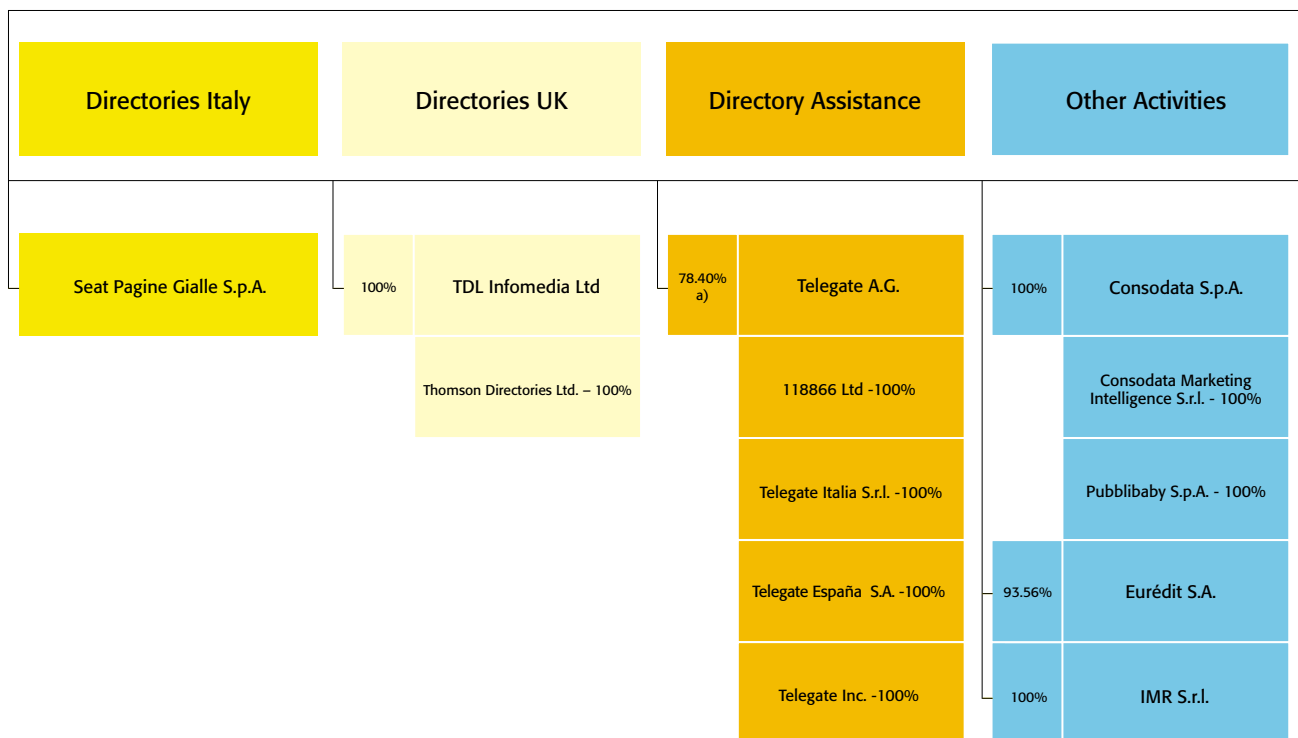 Directories Italy
Directories UK
Directory Assistance
Other Activities
Seat Pagine Gialle S.p.A.
100%
TDL Infomedia Ltd
78.40%
a)
Telegate A.G.
100%
Consodata S.p.A.
Thomson Directories Ltd. – 100%
118866 Ltd -100%
Consodata Marketing
Intelligence S.r.l. - 100%
Telegate Italia S.r.l. -100%
Pubblibaby S.p.A. - 100%
Telegate España  S.A. -100%
93.56%
Eurédit S.A.
Telegate Inc. -100%
100%
IMR S.r.l.